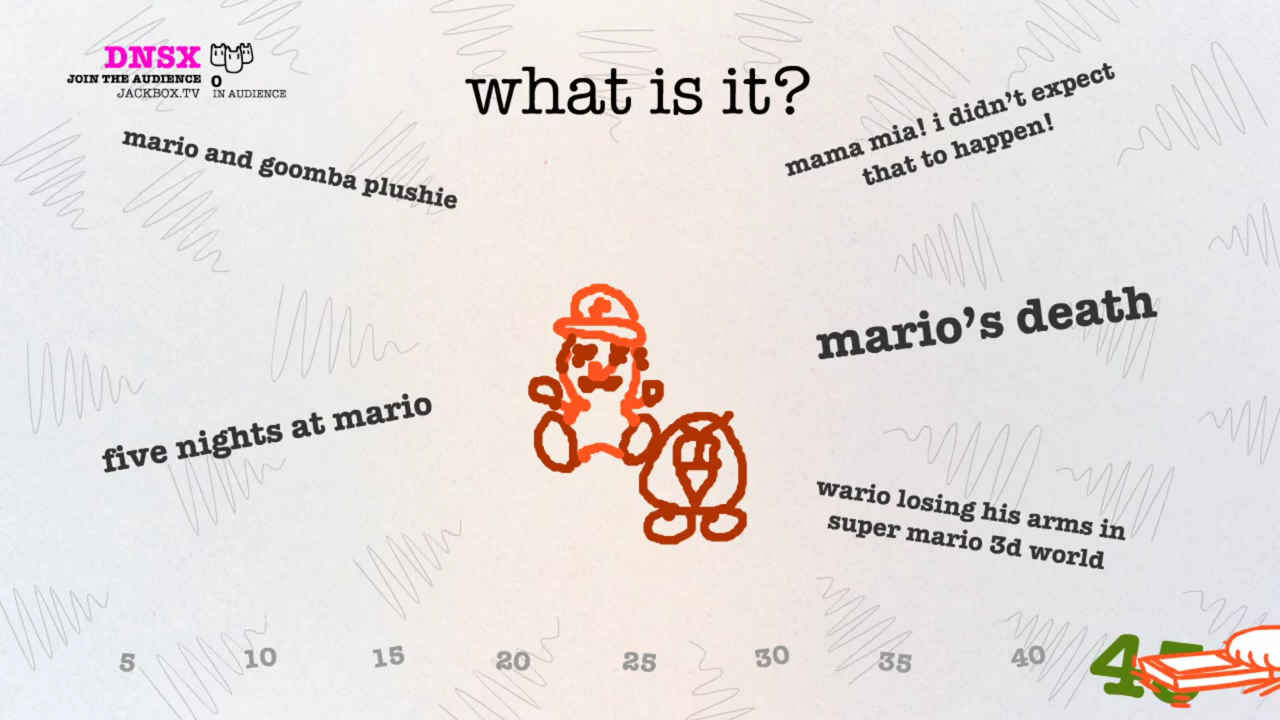 DNSX
JOIN THE AUDIENCE
JACKBOX.TV
0
IN AUDIENCE
what is it?
mario and goomba plushie
mama mia! i didn't expect
that to happen!
five nights at mario
mario's death
wario losing his arms in
super mario 3d world
5 10 15 20 25 30 35 40 45